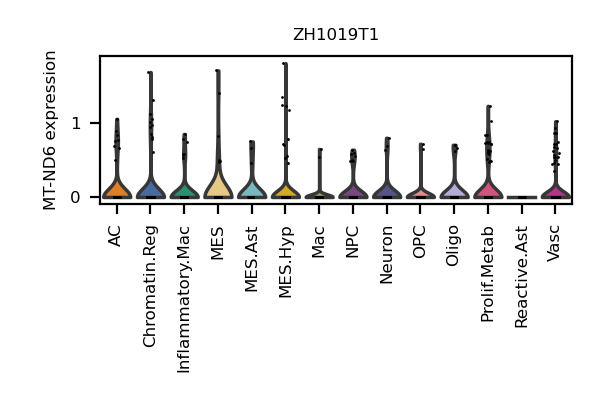 ZH1019T1
MT-ND6 expression
1
0
AC
Chromatin.Reg
Inflammatory.Mac
MES
MES.Ast
MES.Hyp
Mac
NPC
Neuron
OPC
Oligo
Prolif.Metab
Reactive.Ast
Vasc